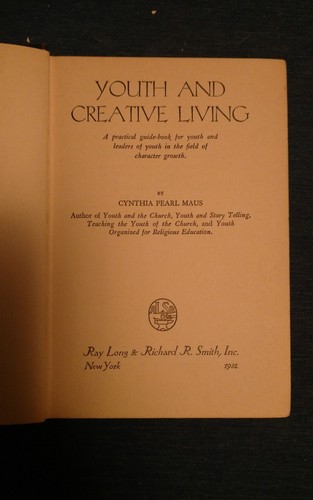 YOUTH AND
CREATIVE LIVING
A practical guide-book for youth and
leaders of youth in the field of
character growth.
BY
CYNTHIA PEARL MAUS
Author of Youth and the Church, Youth and Story Telling,
Teaching the Youth of the Church, and Youth
Organized for Religious Education.
Ray Long & Richard R. Smith, Inc.
New York 1932